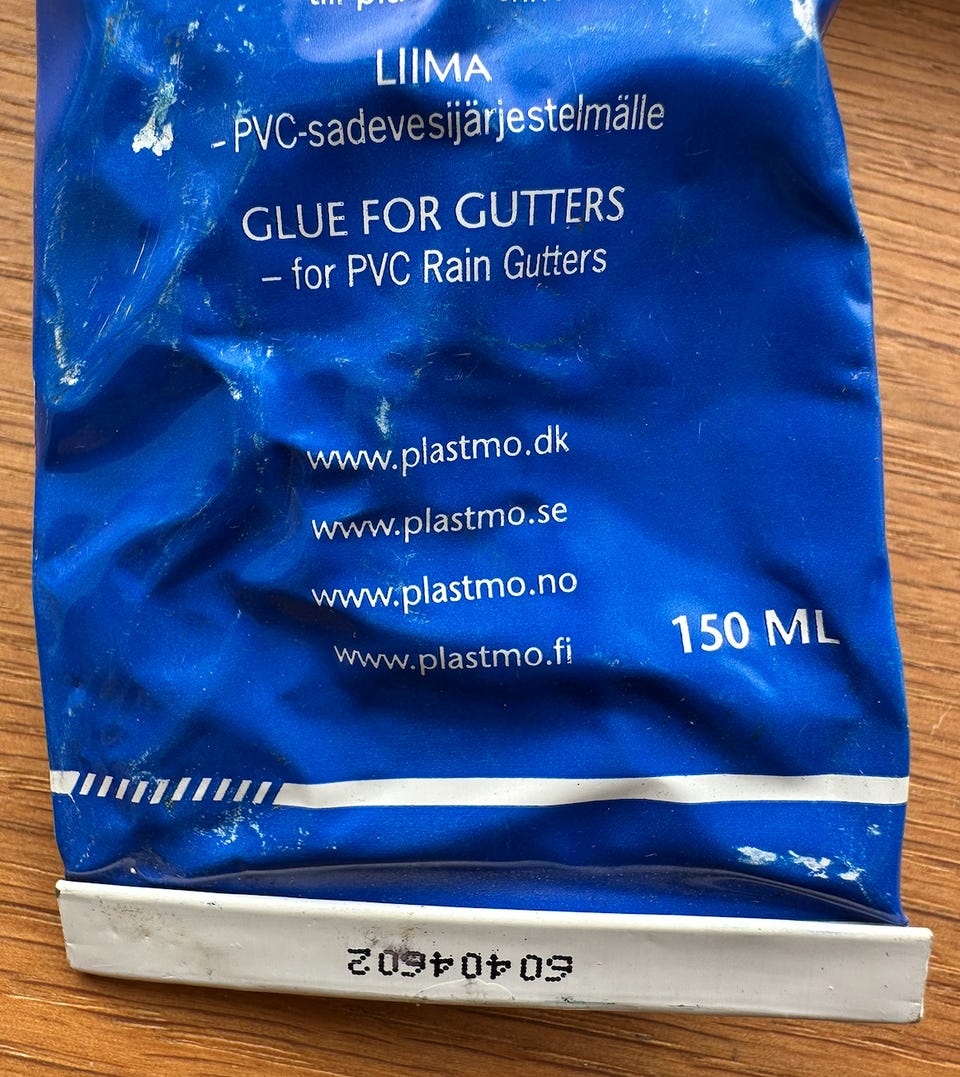 LIIMA
- PVC-sadevesijärjestelmälle
GLUE FOR GUTTERS
– for PVC Rain Gutters
www.plastmo.dk
www.plastmo.se
www.plastmo.no
www.plastmo.fi
150 ML
60404602